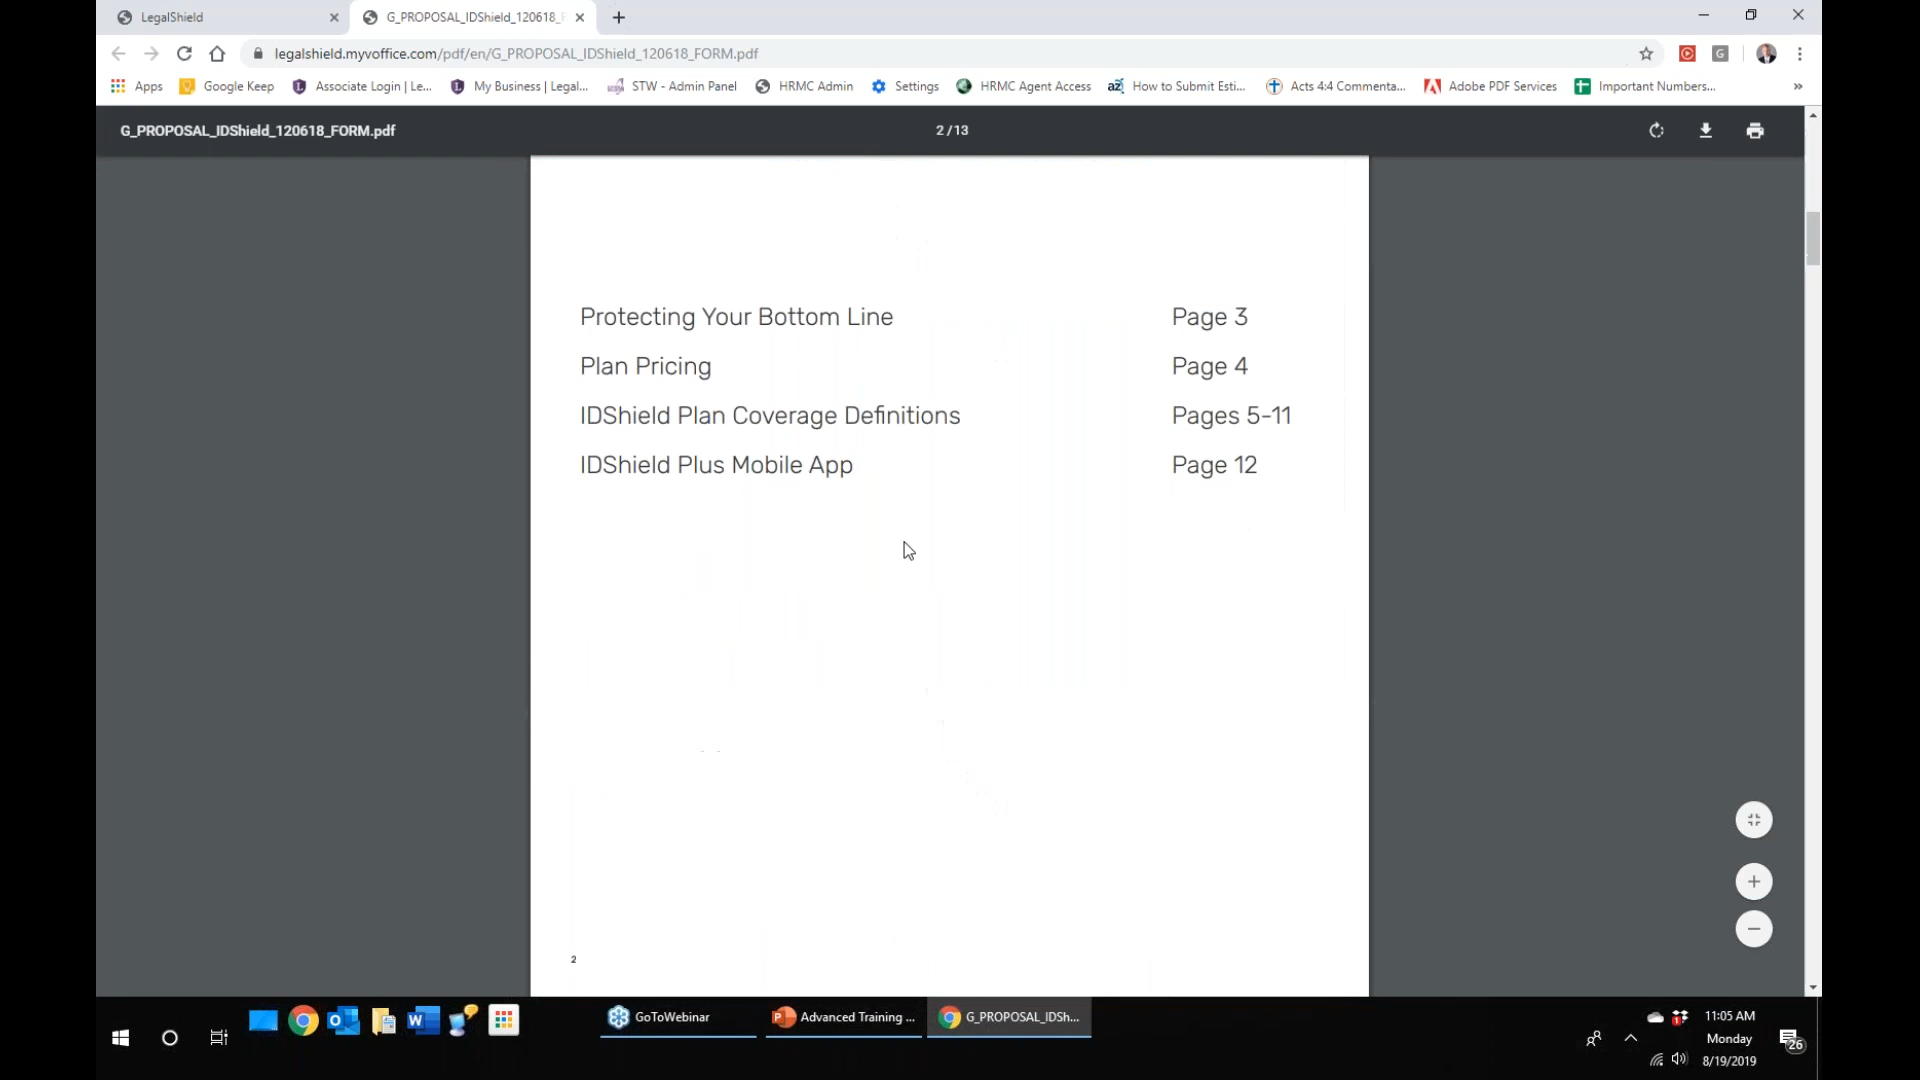 LegalShield
G_PROPOSAL_IDShield_120618_F
legalshield.myvoffice.com/pdf/en/G_PROPOSAL_IDShield_120618_FORM.pdf
Apps Google Keep Associate Login | Le... My Business | Legal... STW - Admin Panel HRMC Admin Settings HRMC Agent Access How to Submit Esti... Acts 4:4 Commenta... Adobe PDF Services Important Numbers... »
G_PROPOSAL_IDShield_120618_FORM.pdf 2 / 13
Protecting Your Bottom Line Page 3
Plan Pricing Page 4
IDShield Plan Coverage Definitions Pages 5-11
IDShield Plus Mobile App Page 12
2
GoToWebinar Advanced Training ... G_PROPOSAL_IDSh...
11:05 AM
Monday
8/19/2019
26